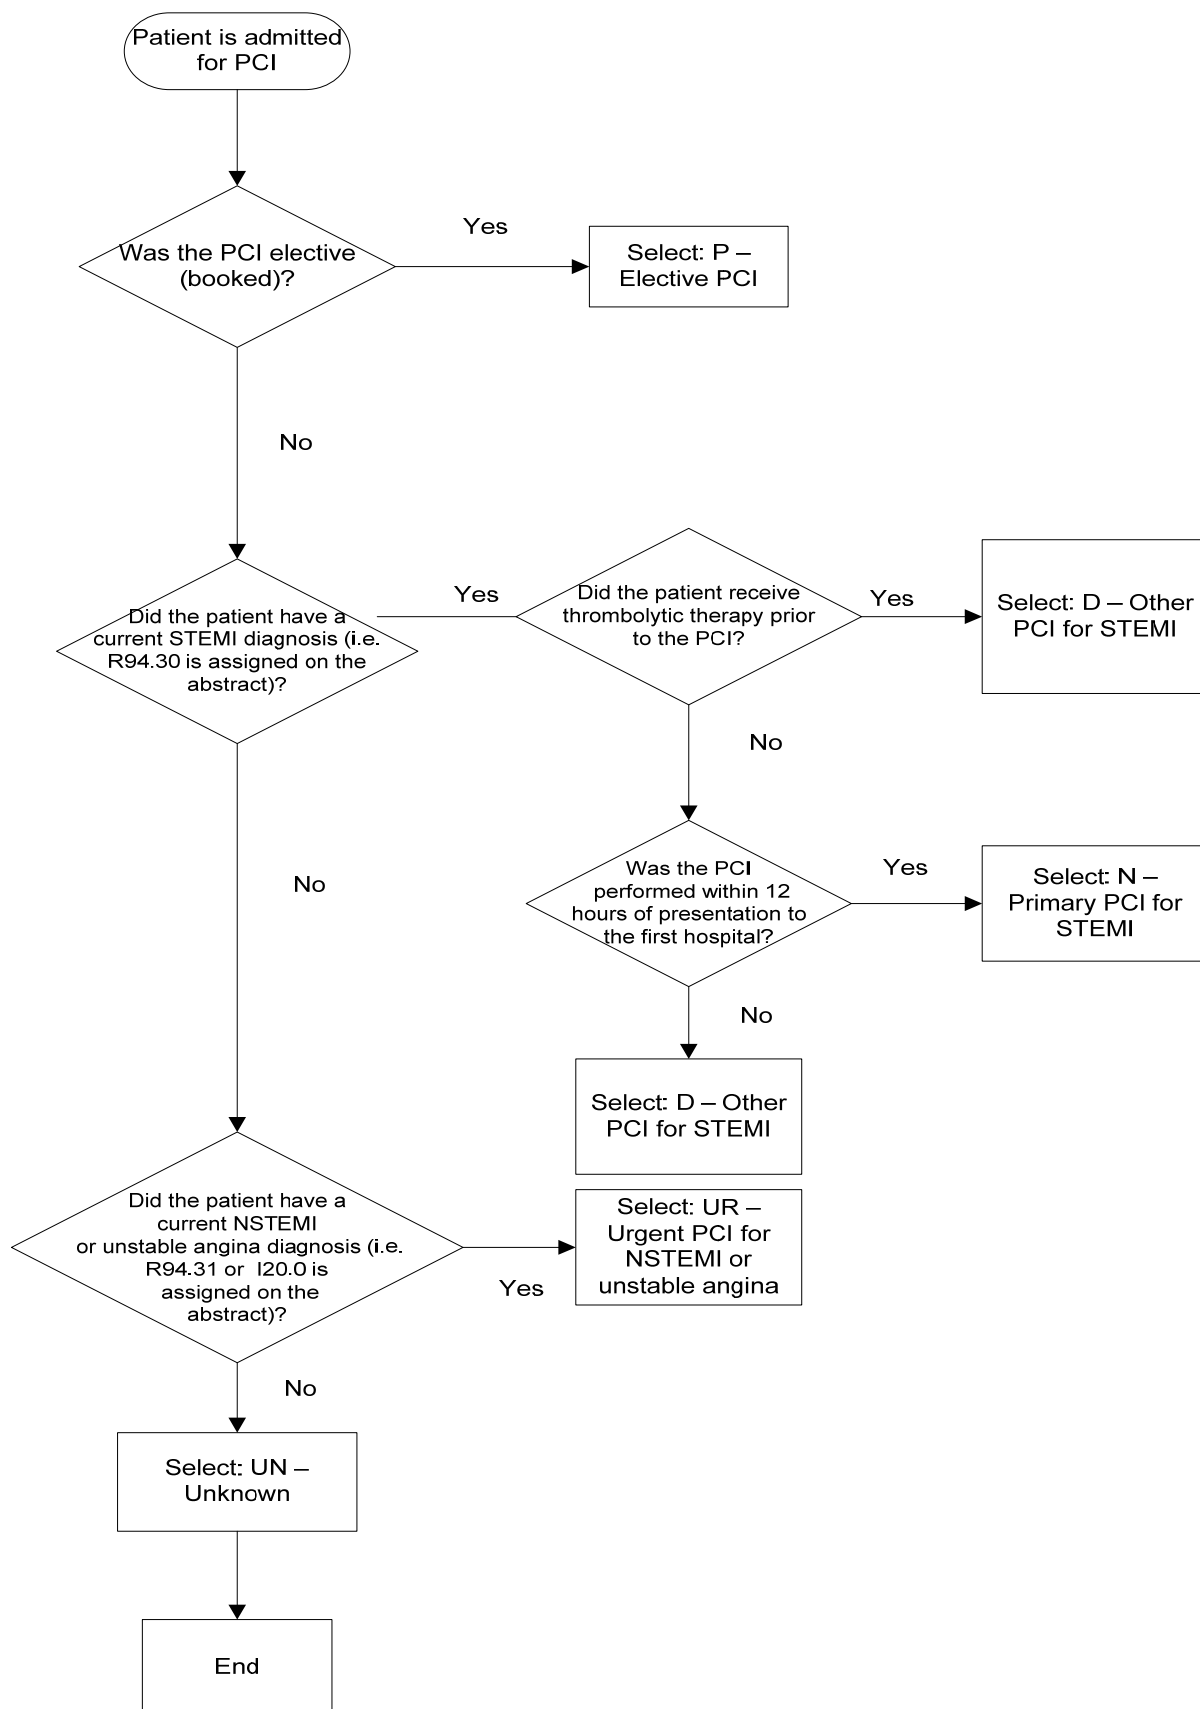 Patient is admitted
for PCI
Was the PCI elective
(booked)?
Yes
Select: P –
Elective PCI
No
Did the patient have a
current STEMI diagnosis (i.e.
R94.30 is assigned on the
abstract)?
Yes
Did the patient receive
thrombolytic therapy prior
to the PCI?
Yes
Select: D – Other
PCI for STEMI
No
Was the PCI
performed within 12
hours of presentation to
the first hospital?
Yes
Select: N –
Primary PCI for
STEMI
No
Select: D – Other
PCI for STEMI
No
Did the patient have a
current NSTEMI
or unstable angina diagnosis (i.e.
R94.31 or I20.0 is
assigned on the
abstract)?
Yes
Select: UR –
Urgent PCI for
NSTEMI or
unstable angina
No
Select: UN –
Unknown
End